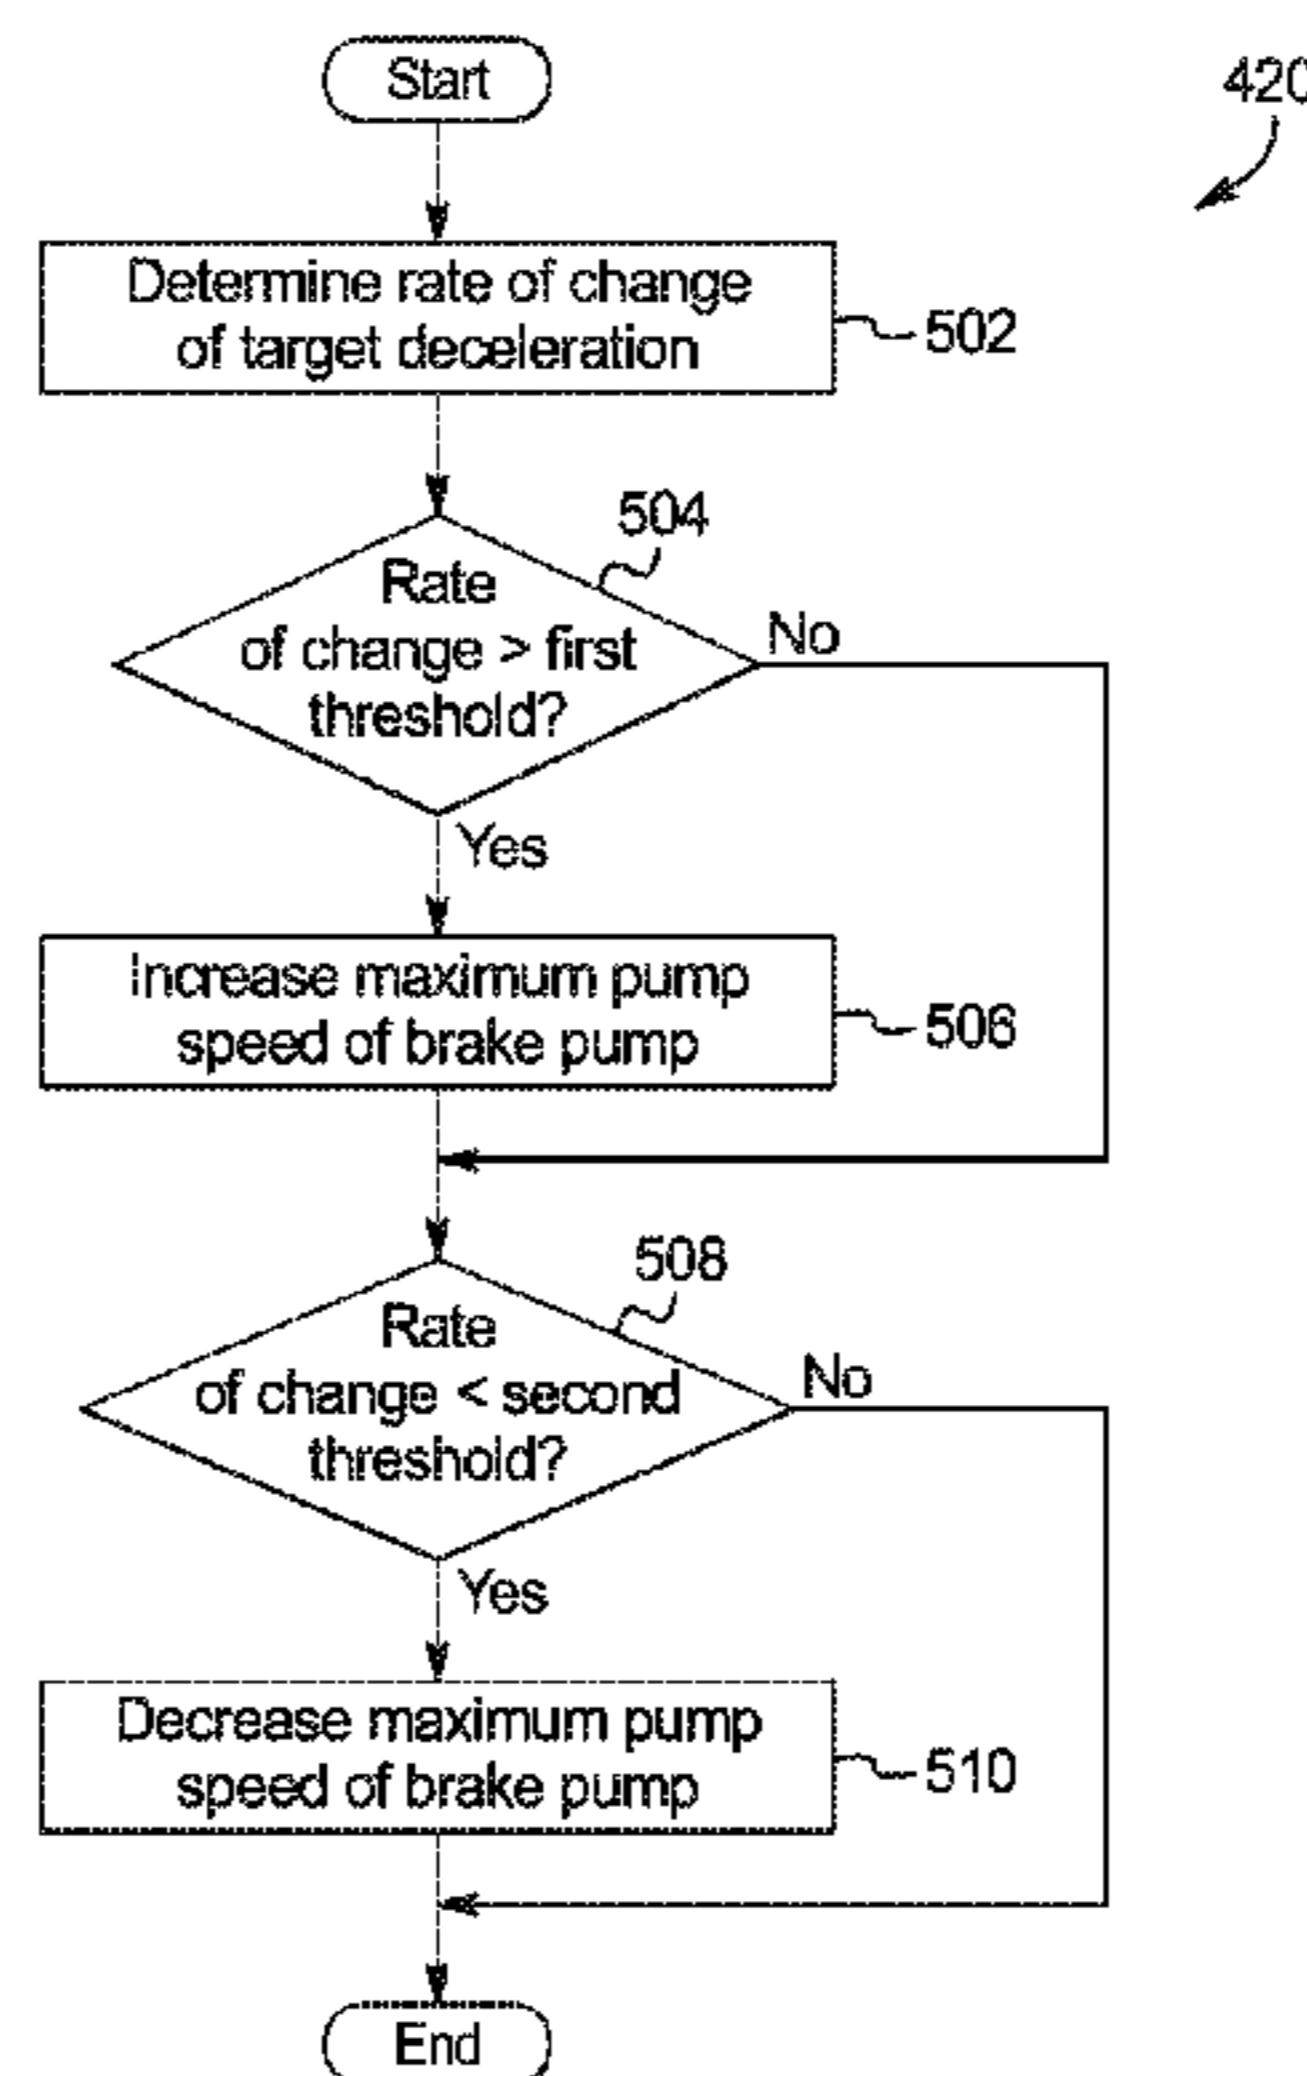 Start
420
Determine rate of change
of target deceleration
502
504
Rate
of change > first
threshold?
No
Yes
Increase maximum pump
speed of brake pump
506
508
Rate
of change < second
threshold?
No
Yes
Decrease maximum pump
speed of brake pump
510
End